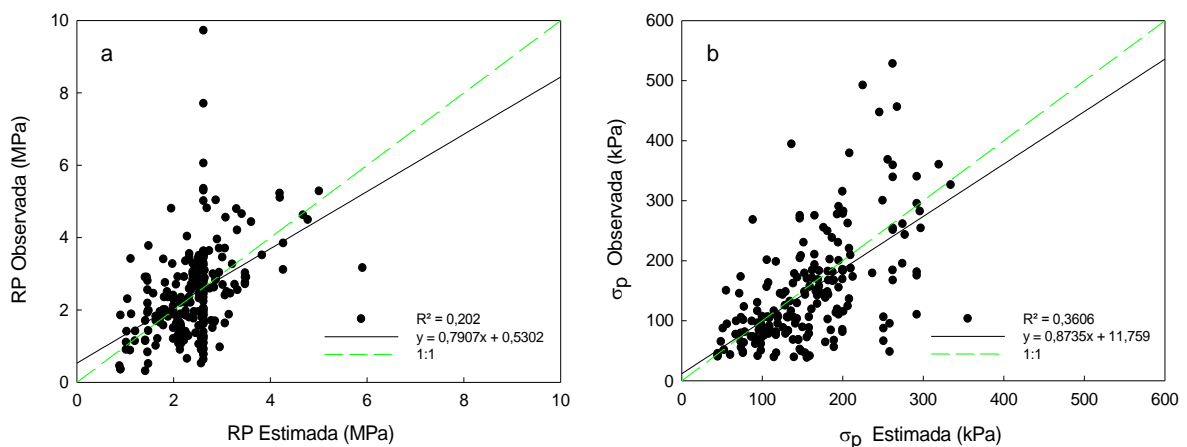 a
10
8
6
4
2
0
0 2 4 6 8 10
RP Observada (MPa)
RP Estimada (MPa)
R² = 0,202
y = 0,7907x + 0,5302
1:1
b
600
500
400
300
200
100
0
0 100 200 300 400 500 600
σp Observada (kPa)
σp Estimada (kPa)
R² = 0,3606
y = 0,8735x + 11,759
1:1